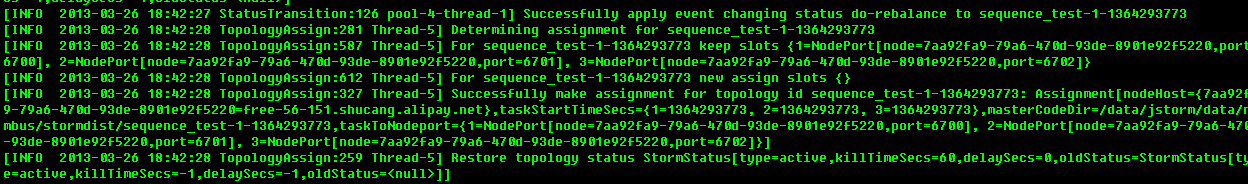 [INFO  2013-03-26 18:42:27 StatusTransition:126 pool-4-thread-1] Successfully apply event changing status do-rebalance to sequence_test-1-1364293773
[INFO  2013-03-26 18:42:28 TopologyAssign:281 Thread-5] Determining assignment for sequence_test-1-1364293773
[INFO  2013-03-26 18:42:28 TopologyAssign:587 Thread-5] For sequence_test-1-1364293773 keep slots {1=NodePort[node=7aa92fa9-79a6-470d-93de-8901e92f5220,port
6700], 2=NodePort[node=7aa92fa9-79a6-470d-93de-8901e92f5220,port=6701], 3=NodePort[node=7aa92fa9-79a6-470d-93de-8901e92f5220,port=6702]}
[INFO  2013-03-26 18:42:28 TopologyAssign:612 Thread-5] For sequence_test-1-1364293773 new assign slots {}
[INFO  2013-03-26 18:42:28 TopologyAssign:327 Thread-5] Successfully make assignment for topology id sequence_test-1-1364293773: Assignment[nodeHost={7aa92f
9-79a6-470d-93de-8901e92f5220=free-56-151.shucang.alipay.net},taskStartTimeSecs={1=1364293773, 2=1364293773, 3=1364293773},masterCodeDir=/data/jstorm/data/n
mbus/stormdist/sequence_test-1-1364293773,taskToNodeport={1=NodePort[node=7aa92fa9-79a6-470d-93de-8901e92f5220,port=6700], 2=NodePort[node=7aa92fa9-79a6-470
-93de-8901e92f5220,port=6701], 3=NodePort[node=7aa92fa9-79a6-470d-93de-8901e92f5220,port=6702]}]
[INFO  2013-03-26 18:42:28 TopologyAssign:259 Thread-5] Restore topology status StormStatus[type=active,killTimeSecs=60,delaySecs=0,oldStatus=StormStatus[ty
e=active,killTimeSecs=-1,delaySecs=-1,oldStatus=<null>]]